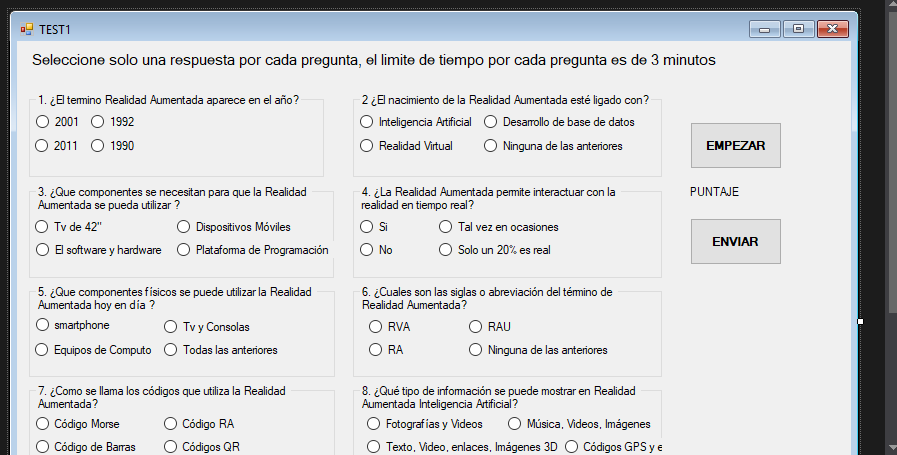 TEST1
Seleccione solo una respuesta por cada pregunta, el limite de tiempo por cada pregunta es de 3 minutos
1. ¿El termino Realidad Aumentada aparece en el año?
2001 1992
2011 1990
2 ¿El nacimiento de la Realidad Aumentada esté ligado con?
Inteligencia Artificial Desarrollo de base de datos
Realidad Virtual Ninguna de las anteriores
EMPEZAR
PUNTAJE
ENVIAR
3. ¿Que componentes se necesitan para que la Realidad
Aumentada se pueda utilizar ?
Tv de 42" Dispositivos Móviles
El software y hardware Plataforma de Programación
4. ¿La Realidad Aumentada permite interactuar con la
realidad en tiempo real?
Si Tal vez en ocasiones
No Solo un 20% es real
5. ¿Que componentes físicos se puede utilizar la Realidad
Aumentada hoy en día ?
smartphone Tv y Consolas
Equipos de Computo Todas las anteriores
6. ¿Cuales son las siglas o abreviación del término de
Realidad Aumentada?
RVA RAU
RA Ninguna de las anteriores
7. ¿Como se llama los códigos que utiliza la Realidad
Aumentada?
Código Morse Código RA
Código de Barras Códigos QR
8. ¿Qué tipo de información se puede mostrar en Realidad
Aumentada Inteligencia Artificial?
Fotografías y Videos Música, Videos, Imágenes
Texto, Video, enlaces, Imágenes 3D Códigos GPS y e